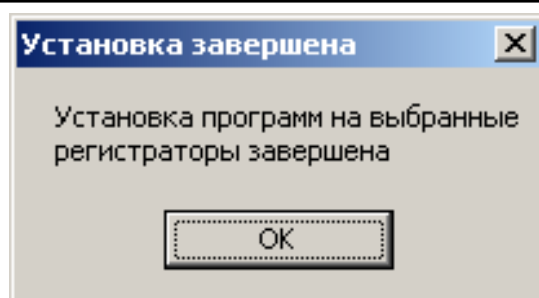 Установка завершена
Установка программ на выбранные
регистраторы завершена
OK